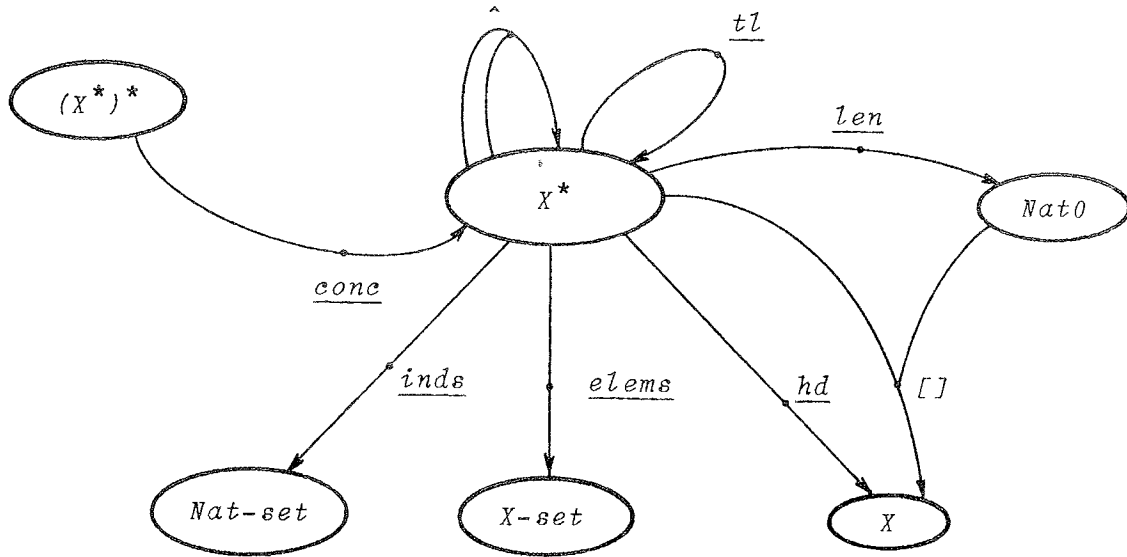 ^
tl
(X*)*
len
X*
Nat0
conc
inds
elems
hd
[]
Nat-set
X-set
X